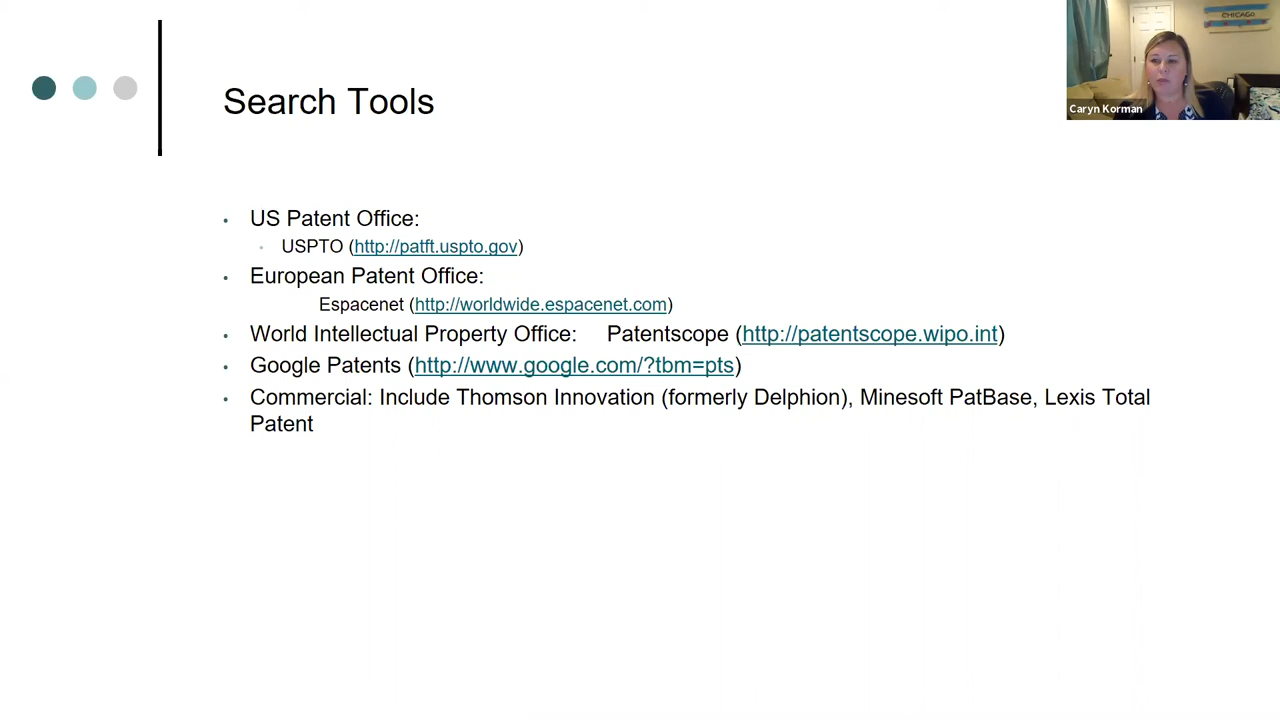 Search Tools
CHICAGO
Caryn Korman
• US Patent Office:
• USPTO (http://patft.uspto.gov)
• European Patent Office:
Espacenet (http://worldwide.espacenet.com)
• World Intellectual Property Office: Patentscope (http://patentscope.wipo.int)
• Google Patents (http://www.google.com/?tbm=pts)
• Commercial: Include Thomson Innovation (formerly Delphion), Minesoft PatBase, Lexis Total
Patent